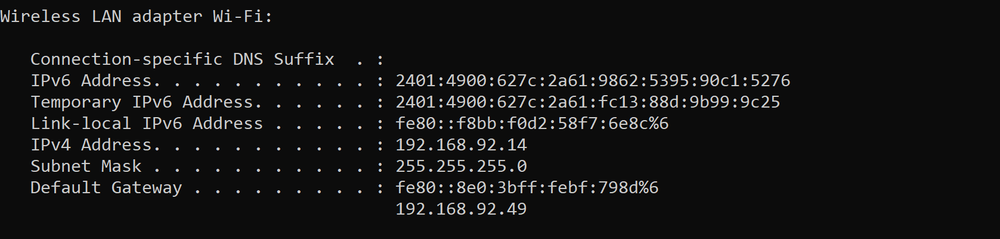 Wireless LAN adapter Wi-Fi:
Connection-specific DNS Suffix  . :
IPv6 Address. . . . . . . . . . . : 2401:4900:627c:2a61:9862:5395:90c1:5276
Temporary IPv6 Address. . . . . . : 2401:4900:627c:2a61:fc13:88d:9b99:9c25
Link-local IPv6 Address . . . . . : fe80::f8bb:f0d2:58f7:6e8c%6
IPv4 Address. . . . . . . . . . . : 192.168.92.14
Subnet Mask . . . . . . . . . . . : 255.255.255.0
Default Gateway . . . . . . . . . : fe80::8e0:3bff:febf:798d%6
192.168.92.49